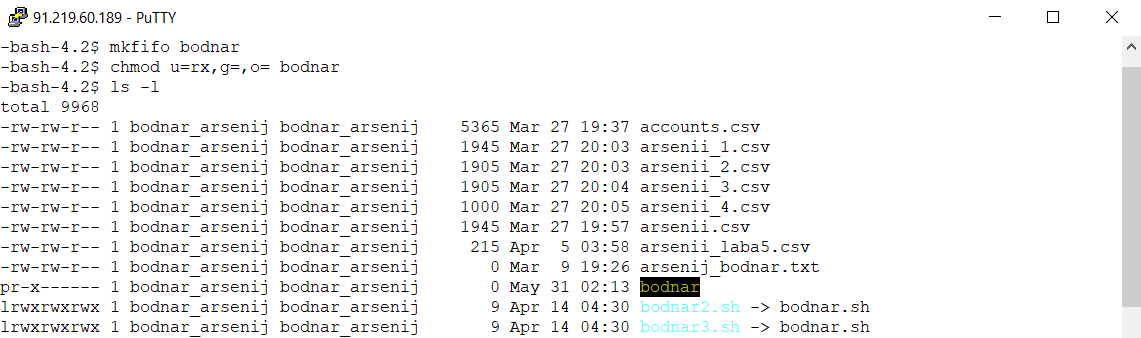 91.219.60.189 - PuTTY
-bash-4.2$ mkfifo bodnar
-bash-4.2$ chmod u=rx,g=,o= bodnar
-bash-4.2$ ls -l
total 9968
-rw-rw-r-- 1 bodnar_arsenij bodnar_arsenij    5365 Mar 27 19:37 accounts.csv
-rw-rw-r-- 1 bodnar_arsenij bodnar_arsenij    1945 Mar 27 20:03 arsenii_1.csv
-rw-rw-r-- 1 bodnar_arsenij bodnar_arsenij    1905 Mar 27 20:03 arsenii_2.csv
-rw-rw-r-- 1 bodnar_arsenij bodnar_arsenij    1905 Mar 27 20:04 arsenii_3.csv
-rw-rw-r-- 1 bodnar_arsenij bodnar_arsenij    1000 Mar 27 20:05 arsenii_4.csv
-rw-rw-r-- 1 bodnar_arsenij bodnar_arsenij    1945 Mar 27 19:57 arsenii.csv
-rw-rw-r-- 1 bodnar_arsenij bodnar_arsenij     215 Apr  5 03:58 arsenii_laba5.csv
-rw-rw-r-- 1 bodnar_arsenij bodnar_arsenij       0 Mar  9 19:26 arsenij_bodnar.txt
pr-x------ 1 bodnar_arsenij bodnar_arsenij       0 May 31 02:13 bodnar
lrwxrwxrwx 1 bodnar_arsenij bodnar_arsenij       9 Apr 14 04:30 bodnar2.sh -> bodnar.sh
lrwxrwxrwx 1 bodnar_arsenij bodnar_arsenij       9 Apr 14 04:30 bodnar3.sh -> bodnar.sh